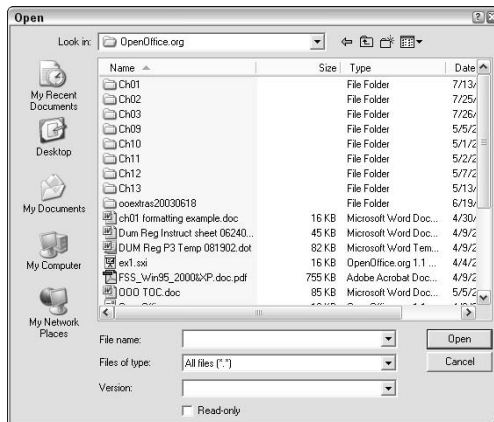 Open
Look in: OpenOffice.org
Name Size Type Date
Ch01 File Folder 7/13/
Ch02 File Folder 7/25/
Ch03 File Folder 7/26/
Ch09 File Folder 5/5/2
Ch10 File Folder 5/1/2
Ch11 File Folder 5/2/2
Ch12 File Folder 5/7/2
Ch13 File Folder 5/13/
ooextras20030618 File Folder 6/19/
ch01 formatting example.doc 16 KB Microsoft Word Doc... 4/30/
Dum Reg Instruct sheet 06240... 45 KB Microsoft Word Doc... 4/9/2
DUM Reg P3 Temp 081902.dot 82 KB Microsoft Word Tem... 4/9/2
ex1.sxi 16 KB OpenOffice.org 1.1 ... 4/4/2
FSS_Win95_2000&XP.doc.pdf 755 KB Adobe Acrobat Doc... 4/9/2
OOO TOC.doc 85 KB Microsoft Word Doc... 5/5/2
My Recent
Documents
Desktop
My Documents
My Computer
My Network
Places
File name: Open
Files of type: All files (*.*) Cancel
Version:
Read-only